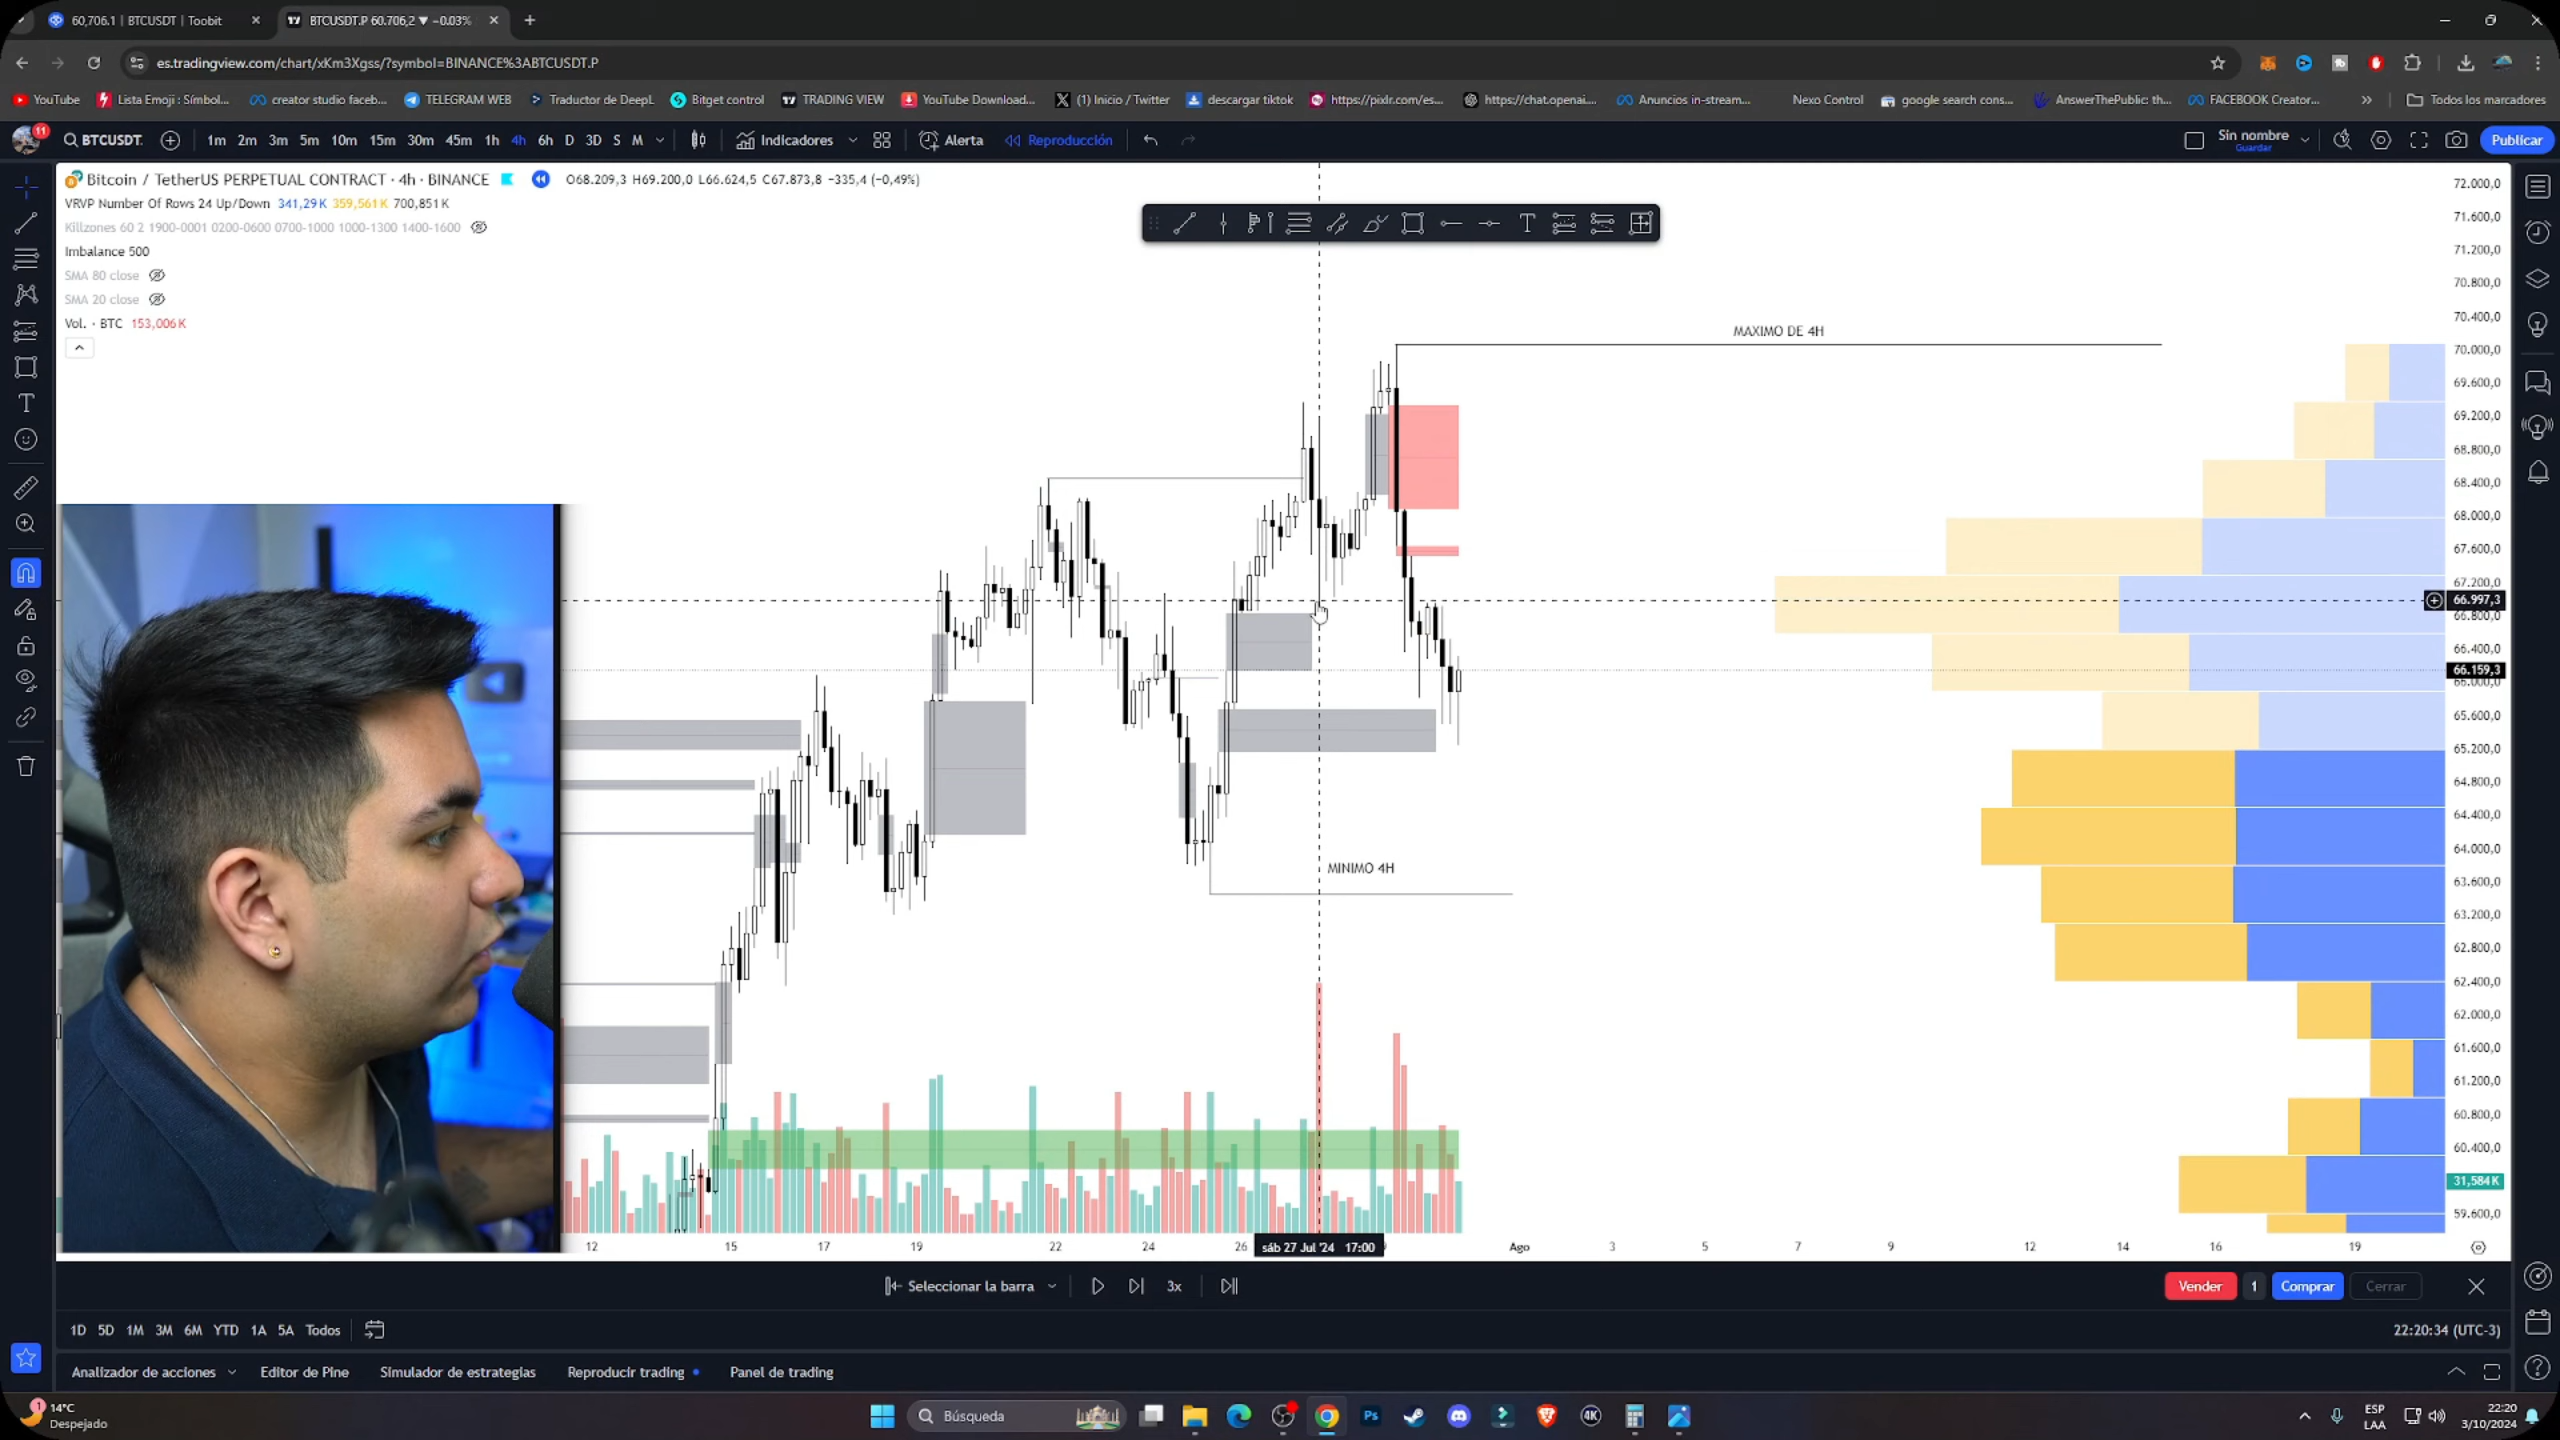 60,706.1 | BTCUSDT | Toobit
BTCUSDT.P 60.706,2 ▼ −0.03%
es.tradingview.com/chart/xKm3Xgss/?symbol=BINANCE%3ABTCUSDT.P
YouTube Lista Emoji : Símbol... creator studio faceb... TELEGRAM WEB Traductor de DeepL Bitget control TRADING VIEW YouTube Download... (1) Inicio / Twitter descargar tiktok https://pixlr.com/es... https://chat.openai.... Anuncios in-stream... Nexo Control google search cons... AnswerThePublic: th... FACEBOOK Creator... » Todos los marcadores
11 BTCUSDT. 1m 2m 3m 5m 10m 15m 30m 45m 1h 4h 6h D 3D S M Indicadores Alerta Reproducción Sin nombre Publicar
Guardar
Bitcoin / TetherUS PERPETUAL CONTRACT · 4h · BINANCE O68.209,3 H69.200,0 L66.624,5 C67.873,8 −335,4 (−0,49%)
VRVP Number Of Rows 24 Up/Down 341,29 K 359,561 K 700,851 K
Killzones 60 2 1900-0001 0200-0600 0700-1000 1000-1300 1400-1600
Imbalance 500
SMA 80 close
SMA 20 close
Vol. · BTC 153,006 K
MAXIMO DE 4H
MINIMO 4H
72.000,0
71.600,0
71.200,0
70.800,0
70.400,0
70.000,0
69.600,0
69.200,0
68.800,0
68.400,0
68.000,0
67.600,0
67.200,0
66.997,3
66.800,0
66.400,0
66.159,3
66.000,0
65.600,0
65.200,0
64.800,0
64.400,0
64.000,0
63.600,0
63.200,0
62.800,0
62.400,0
62.000,0
61.600,0
61.200,0
60.800,0
60.400,0
31,584 K
59.600,0
12 15 17 19 22 24 26 sáb 27 Jul '24 17:00 Ago 3 5 7 9 12 14 16 19
Seleccionar la barra 3x Vender 1 Comprar Cerrar
1D 5D 1M 3M 6M YTD 1A 5A Todos 22:20:34 (UTC-3)
Analizador de acciones Editor de Pine Simulador de estrategias Reproducir trading Panel de trading
1 14°C
Despejado
Búsqueda
Ps
4K
ESP
LAA
22:20
3/10/2024